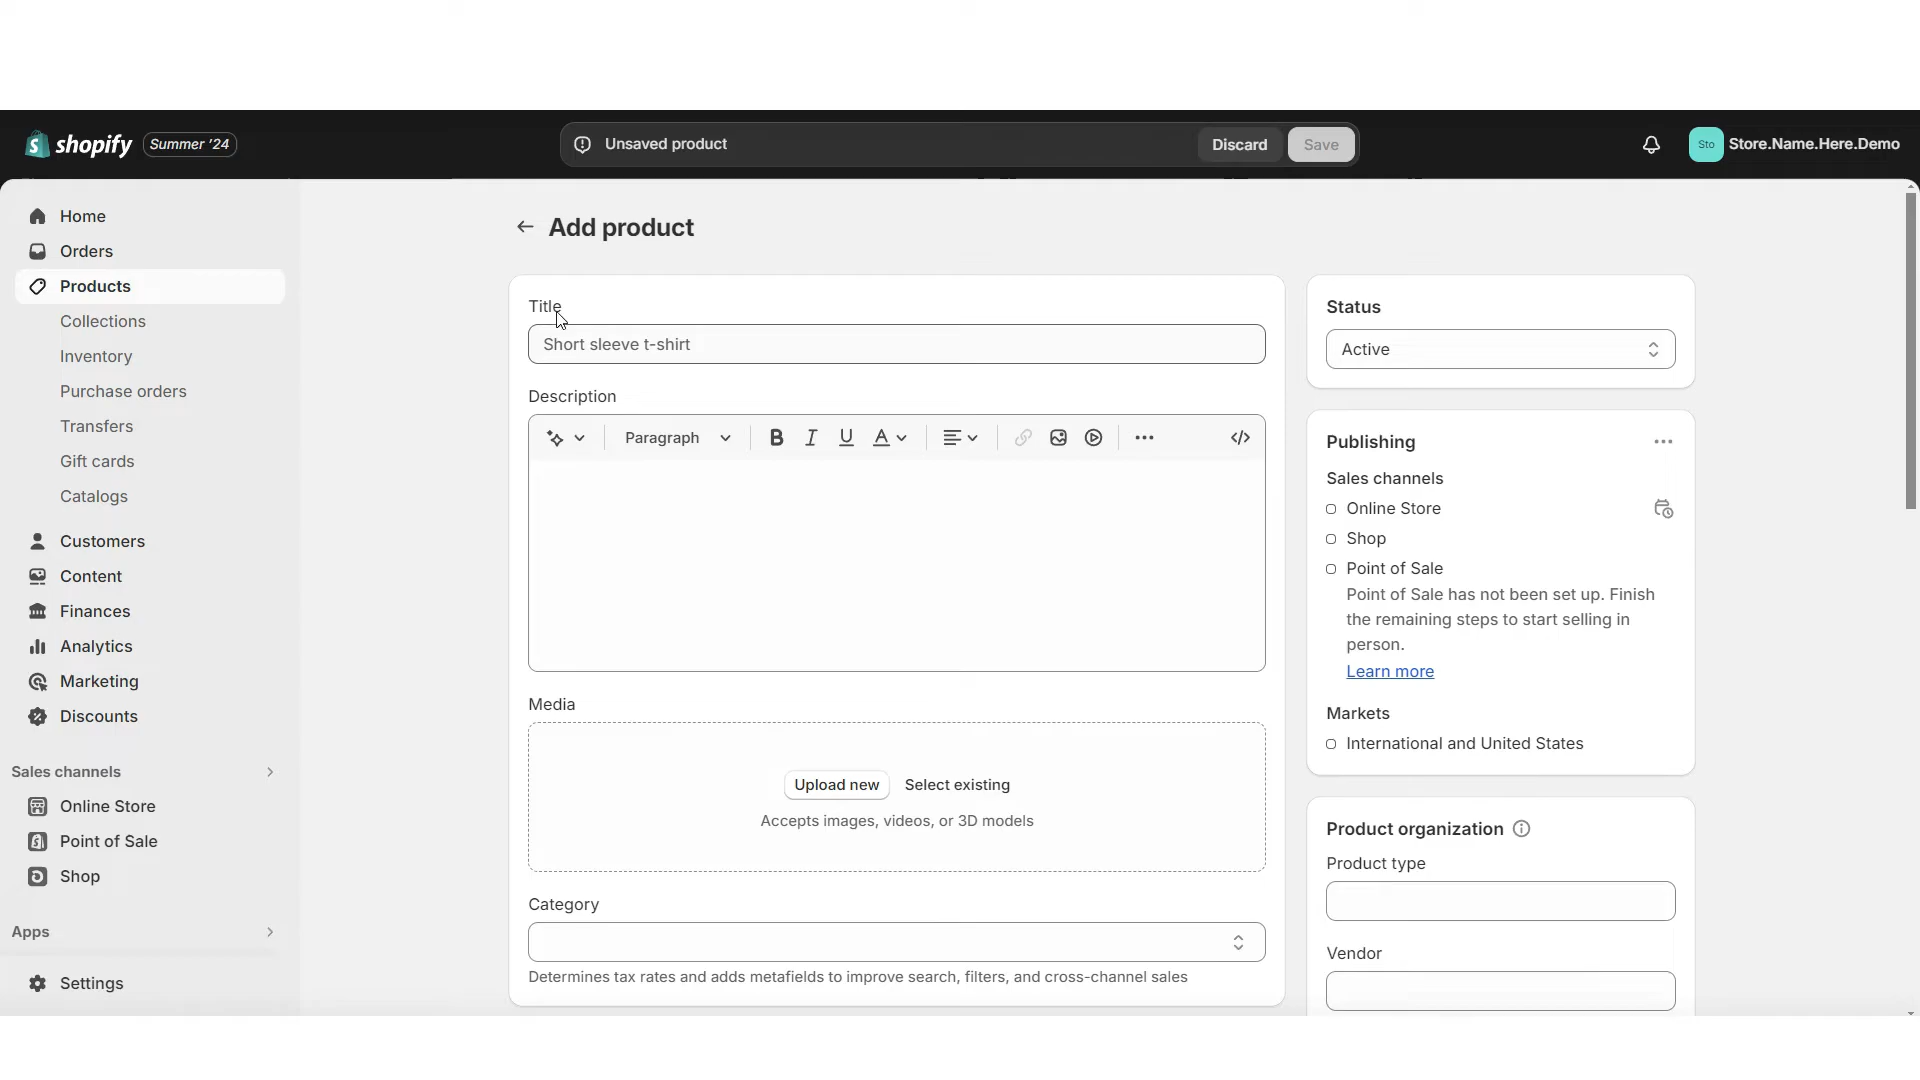 shopify Summer '24
Unsaved product
Discard
Save
Sto
Store.Name.Here.Demo
Home
Orders
Products
Collections
Inventory
Purchase orders
Transfers
Gift cards
Catalogs
Customers
Content
Finances
Analytics
Marketing
Discounts
Sales channels
Online Store
Point of Sale
Shop
Apps
Settings
Add product
Title
Short sleeve t-shirt
Description
Paragraph
B I U A
Media
Upload new Select existing
Accepts images, videos, or 3D models
Category
Determines tax rates and adds metafields to improve search, filters, and cross-channel sales
Status
Active
Publishing
Sales channels
Online Store
Shop
Point of Sale
Point of Sale has not been set up. Finish
the remaining steps to start selling in
person.
Learn more
Markets
International and United States
Product organization
Product type
Vendor